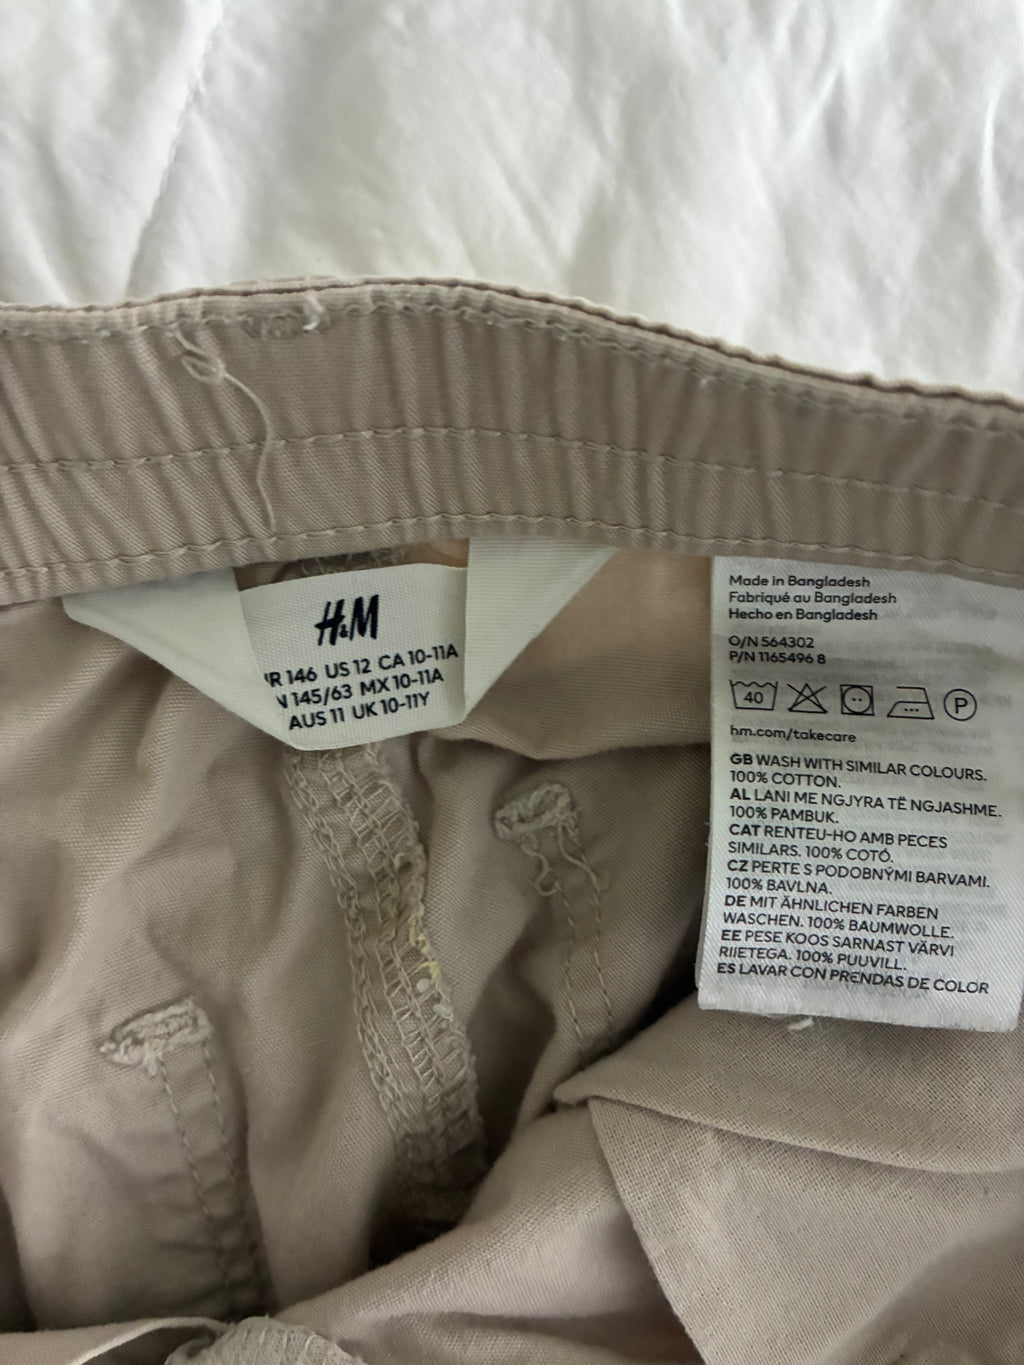 H&M
146 US 12 CA 10-11A
145/63 MX 10-11A
AUS 11 UK 10-11Y
Made in Bangladesh
Fabriqué au Bangladesh
Hecho en Bangladesh
O/N 564302
P/N 1165496 8
40 P
hm.com/takecare
GB WASH WITH SIMILAR COLOURS.
100% COTTON.
AL LANI ME NGJYRA TË NGJASHME.
100% PAMBUK.
CAT RENTEU-HO AMB PECES
SIMILARS. 100% COTÓ.
CZ PERTE S PODOBNÝMI BARVAMI.
100% BAVLNA.
DE MIT ÄHNLICHEN FARBEN
WASCHEN. 100% BAUMWOLLE.
EE PESE KOOS SARNAST VÄRVI
RIIETEGA. 100% PUUVILL.
ES LAVAR CON PRENDAS DE COLOR